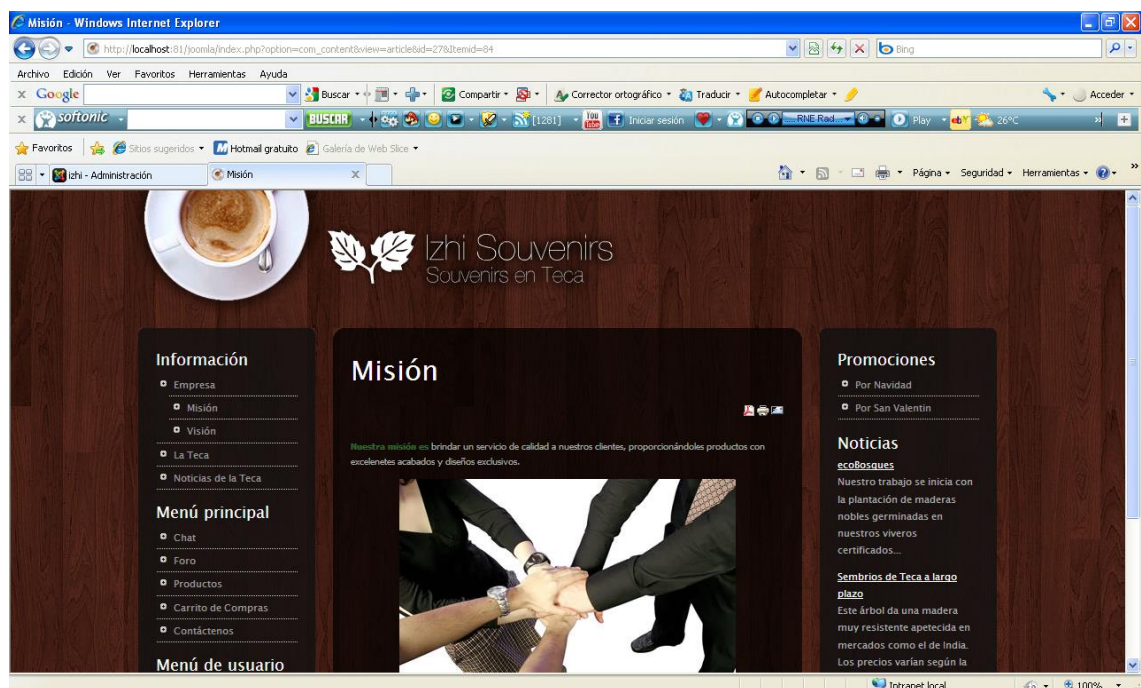 Misión - Windows Internet Explorer
http://localhost:81/joomla/index.php?option=com_content&view=article&id=27&Itemid=84
Bing
Archivo Edición Ver Favoritos Herramientas Ayuda
x Google Buscar Compartir Corrector ortográfico Traducir Autocompletar Acceder
x softonic BUSCAR [1281] You Tube Iniciar sesión .....RNE Rad... Play ebY 26°C
Favoritos Sitios sugeridos Hotmail gratuito Galería de Web Slice
Izhi - Administración Misión x Página Seguridad Herramientas
Izhi Souvenirs
Souvenirs en Teca
Información
Empresa
Misión
Visión
La Teca
Noticias de la Teca
Menú principal
Chat
Foro
Productos
Carrito de Compras
Contáctenos
Menú de usuario
Misión
Nuestra misión es brindar un servicio de calidad a nuestros clientes, proporcionándoles productos con
excelenetes acabados y diseños exclusivos.
Promociones
Por Navidad
Por San Valentin
Noticias
ecoBosques
Nuestro trabajo se inicia con
la plantación de maderas
nobles germinadas en
nuestros viveros
certificados...
Sembrios de Teca a largo
plazo
Este árbol da una madera
muy resistente apetecida en
mercados como el de India.
Los precios varían según la
Intranet local 100%